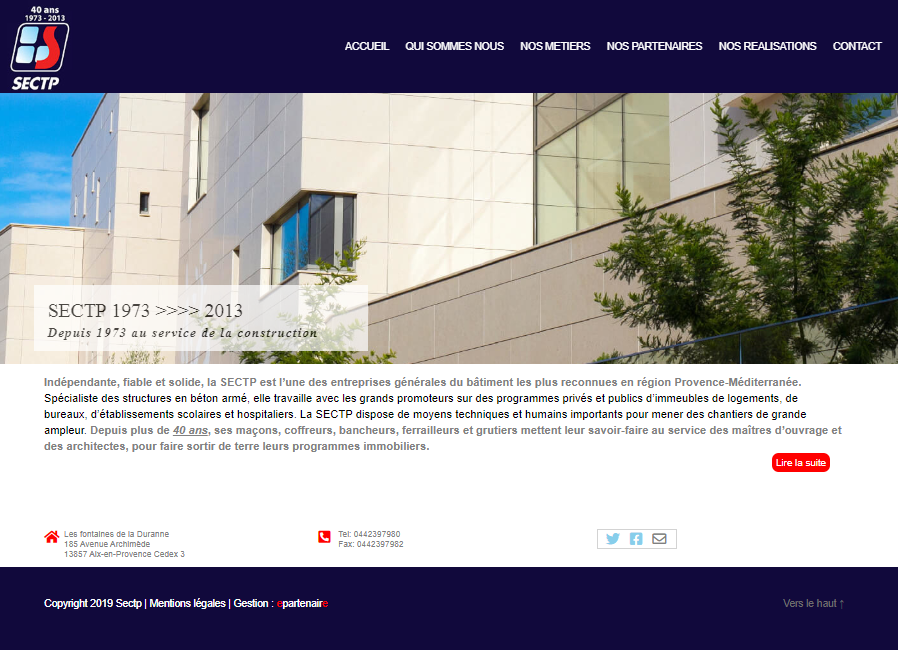 40 ans
1973 - 2013
SECTP
ACCUEIL QUI SOMMES NOUS NOS METIERS NOS PARTENAIRES NOS REALISATIONS CONTACT
SECTP 1973 >>>> 2013
Depuis 1973 au service de la construction
Indépendante, fiable et solide, la SECTP est l’une des entreprises générales du bâtiment les plus reconnues en région Provence-Méditerranée.
Spécialiste des structures en béton armé, elle travaille avec les grands promoteurs sur des programmes privés et publics d’immeubles de logements, de
bureaux, d’établissements scolaires et hospitaliers. La SECTP dispose de moyens techniques et humains importants pour mener des chantiers de grande
ampleur. Depuis plus de 40 ans, ses maçons, coffreurs, bancheurs, ferrailleurs et grutiers mettent leur savoir-faire au service des maîtres d’ouvrage et
des architectes, pour faire sortir de terre leurs programmes immobiliers.
Lire la suite
Les fontaines de la Duranne
185 Avenue Archimède
13857 Aix-en-Provence Cedex 3
Tel: 0442397980
Fax: 0442397982
Copyright 2019 Sectp | Mentions légales | Gestion : epartenaire
Vers le haut ↑